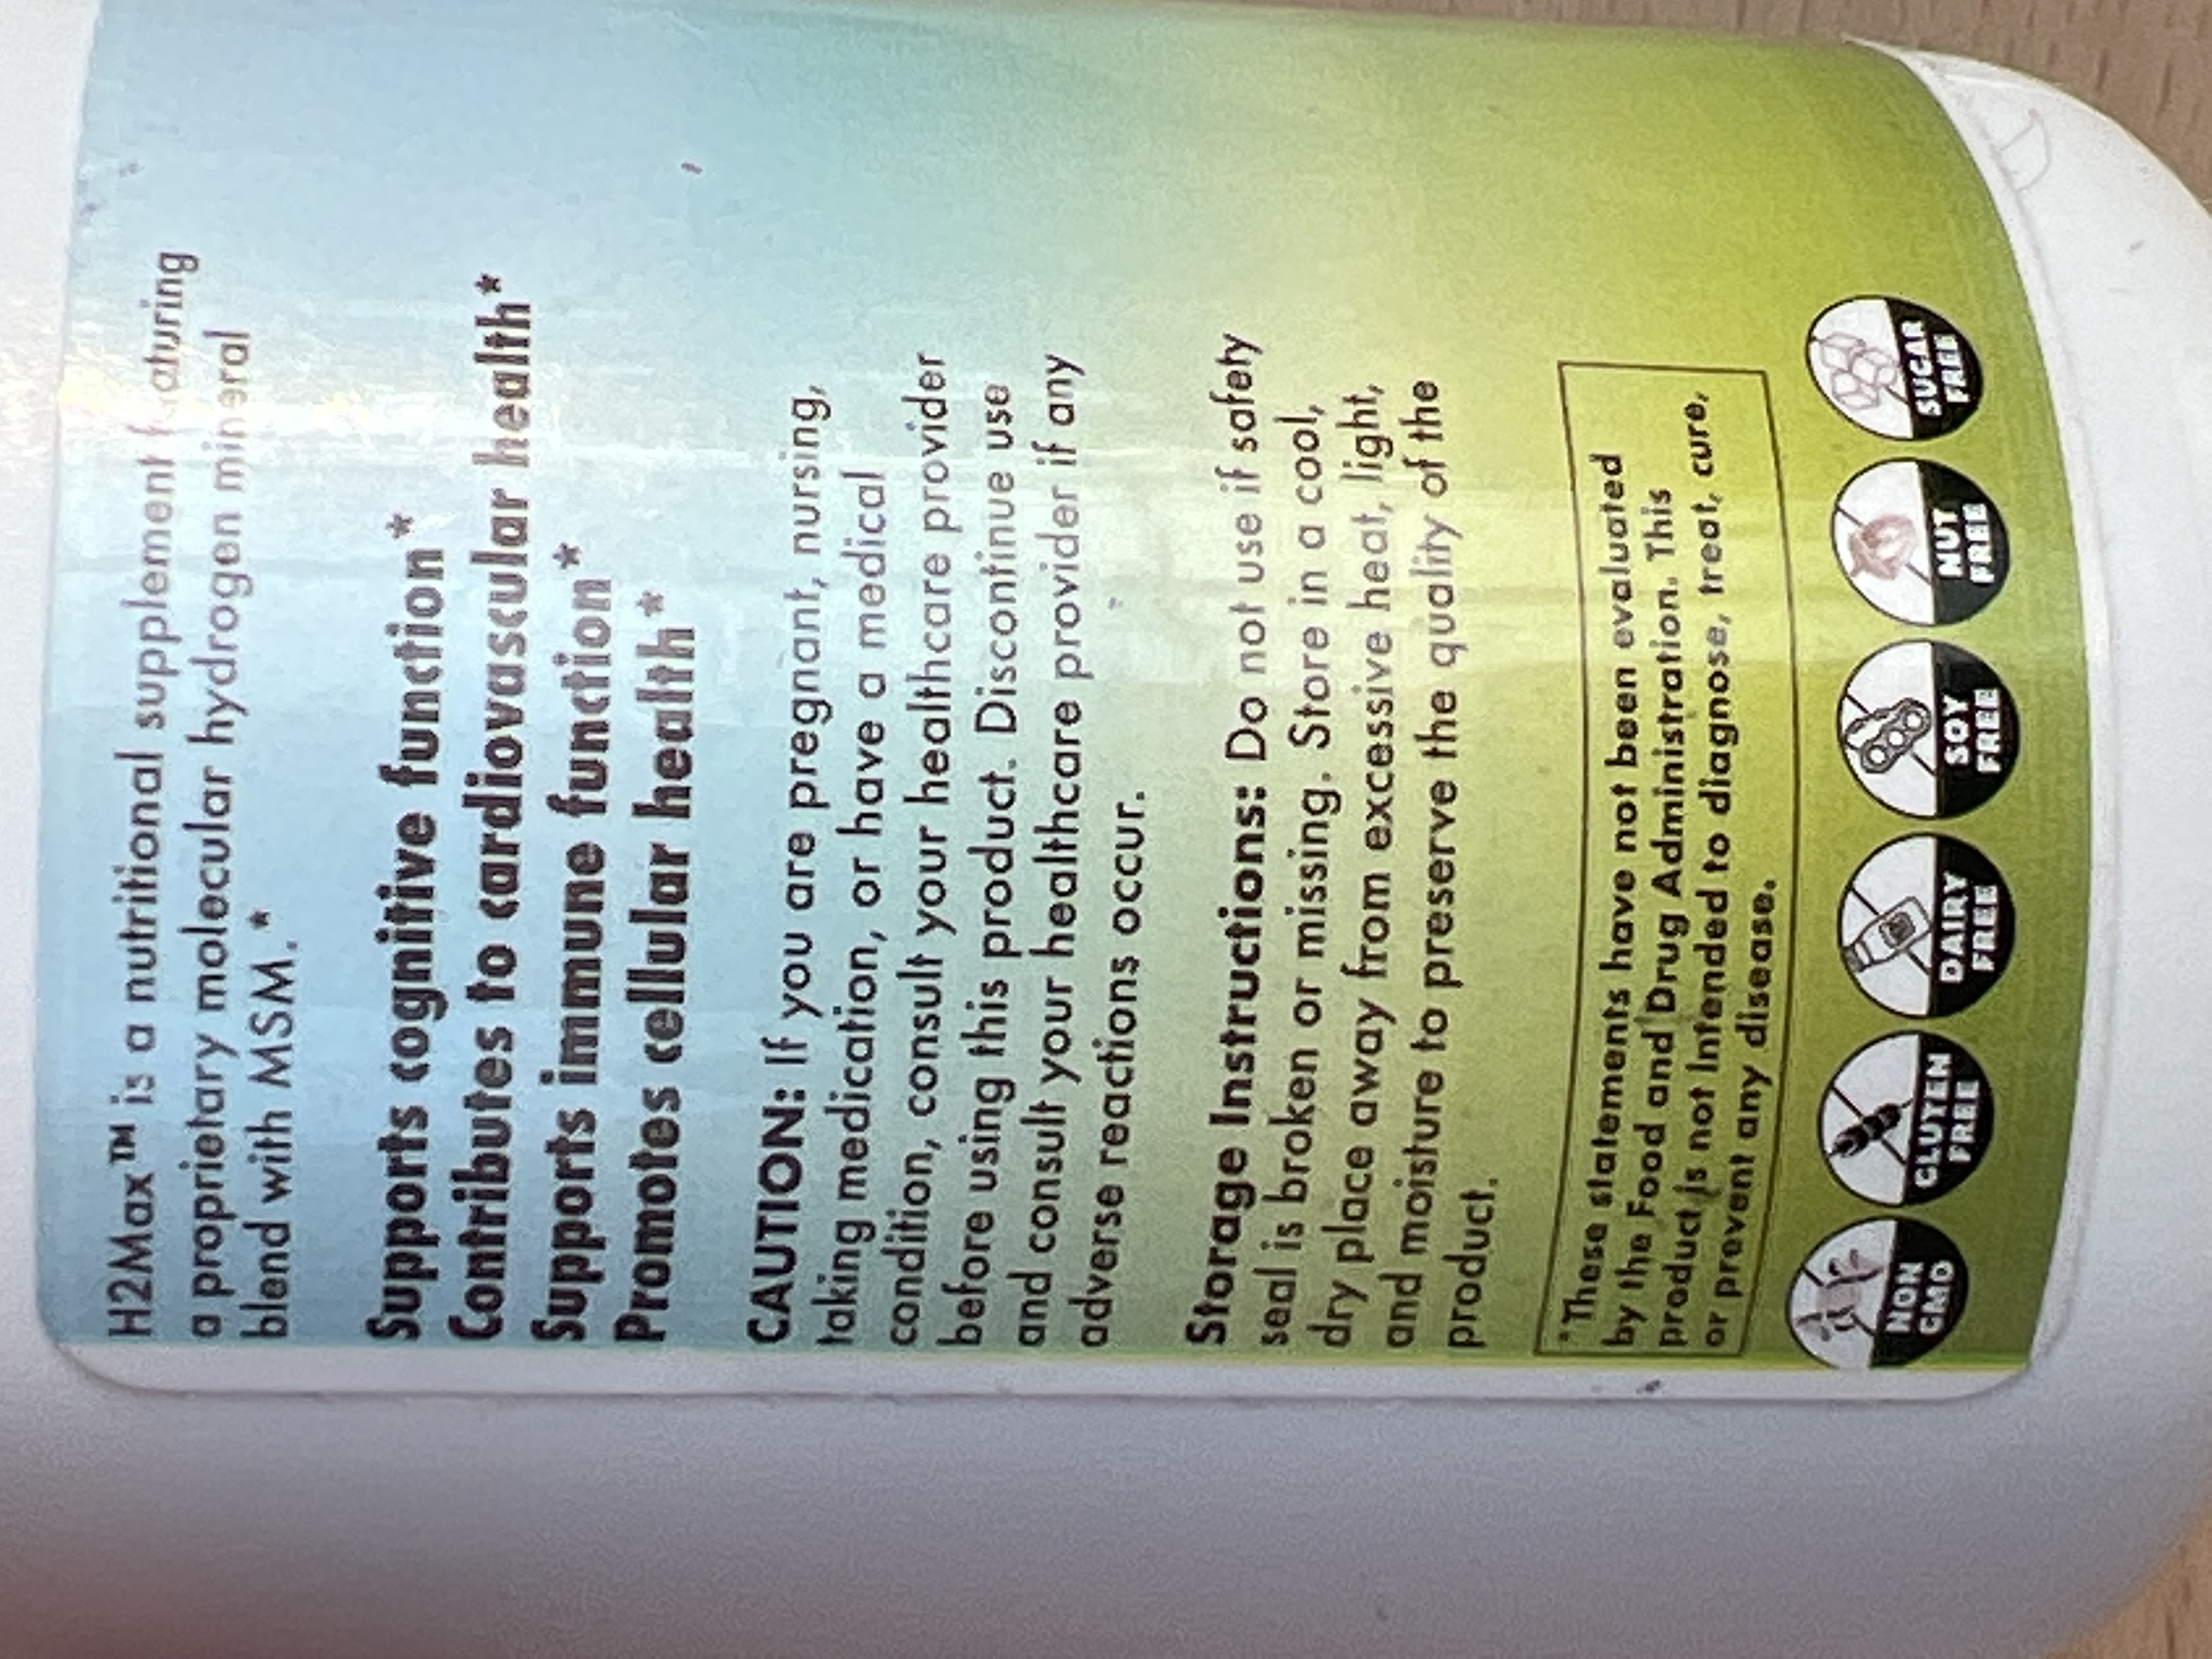 H2Max™ is a nutritional supplement featuring
a proprietary molecular hydrogen mineral
blend with MSM.*
Supports cognitive function*
Contributes to cardiovascular health*
Supports immune function*
Promotes cellular health*
CAUTION: If you are pregnant, nursing,
taking medication, or have a medical
condition, consult your healthcare provider
before using this product. Discontinue use
and consult your healthcare provider if any
adverse reactions occur.
Storage Instructions: Do not use if safety
seal is broken or missing. Store in a cool,
dry place away from excessive heat, light,
and moisture to preserve the quality of the
product.
*These statements have not been evaluated
by the Food and Drug Administration. This
product is not intended to diagnose, treat, cure,
or prevent any disease.
NON
GMO
GLUTEN
FREE
DAIRY
FREE
SOY
FREE
NUT
FREE
SUGAR
FREE